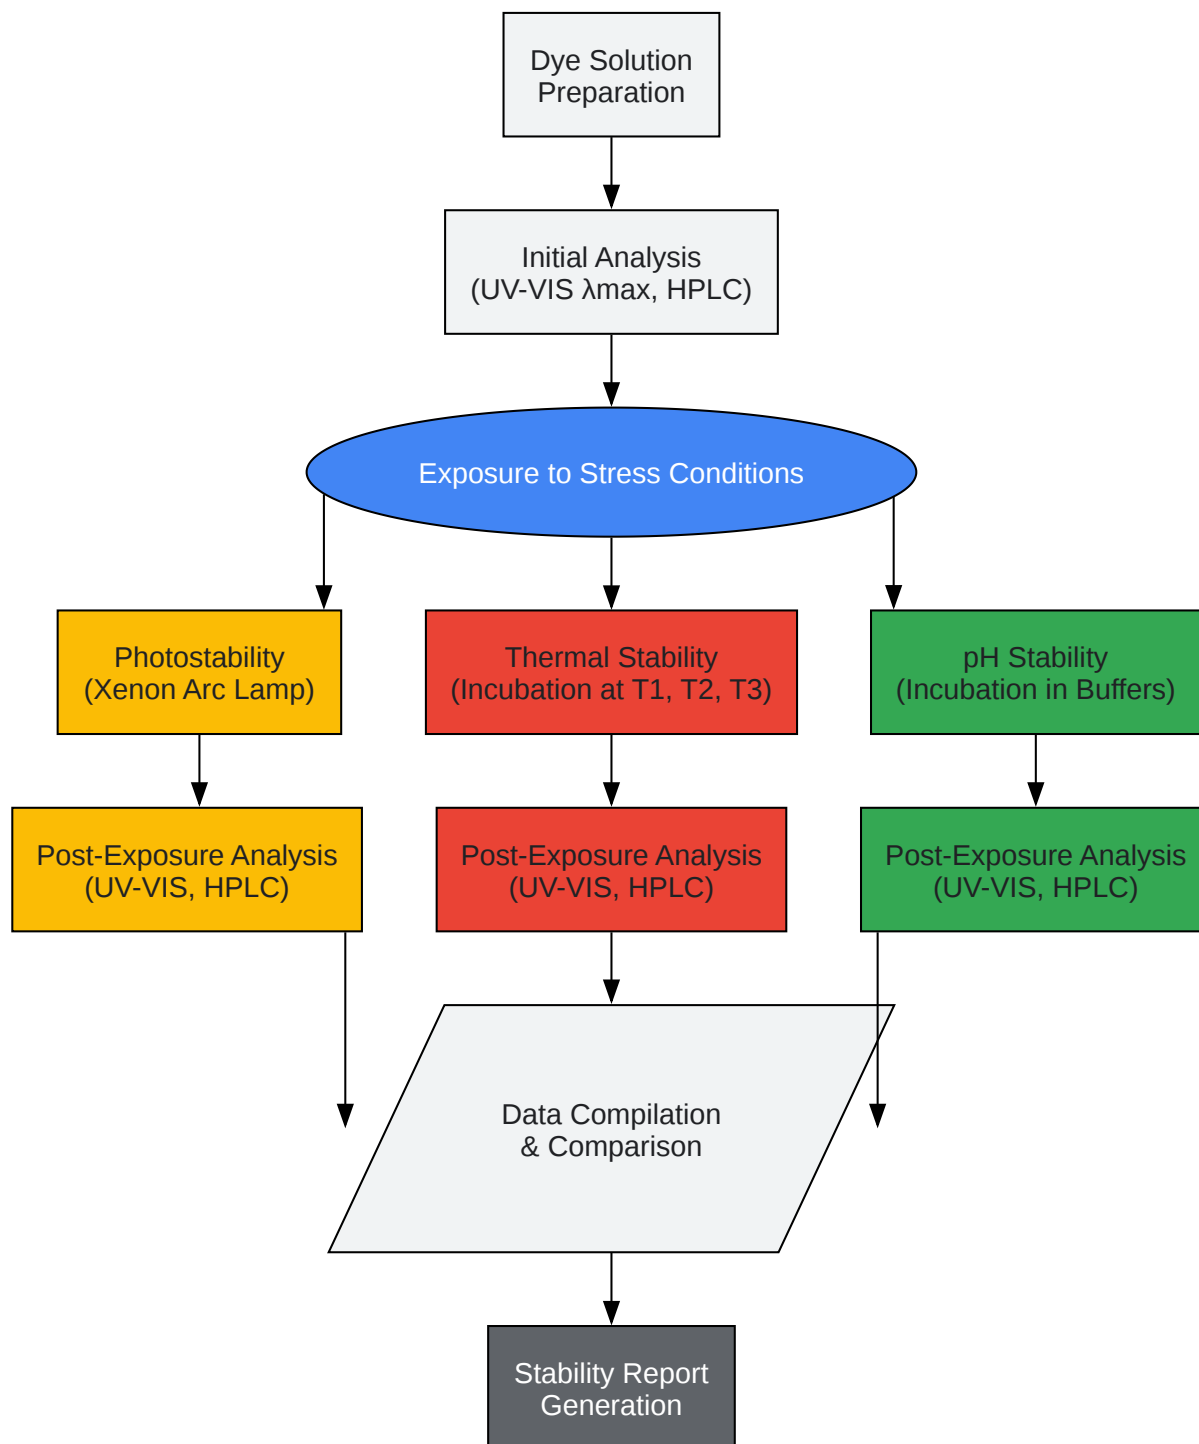 Dye Solution
Preparation
Initial Analysis
(UV-VIS λmax, HPLC)
Exposure to Stress Conditions
Photostability
(Xenon Arc Lamp)
Thermal Stability
(Incubation at T1, T2, T3)
pH Stability
(Incubation in Buffers)
Post-Exposure Analysis
(UV-VIS, HPLC)
Post-Exposure Analysis
(UV-VIS, HPLC)
Post-Exposure Analysis
(UV-VIS, HPLC)
Data Compilation
& Comparison
Stability Report
Generation